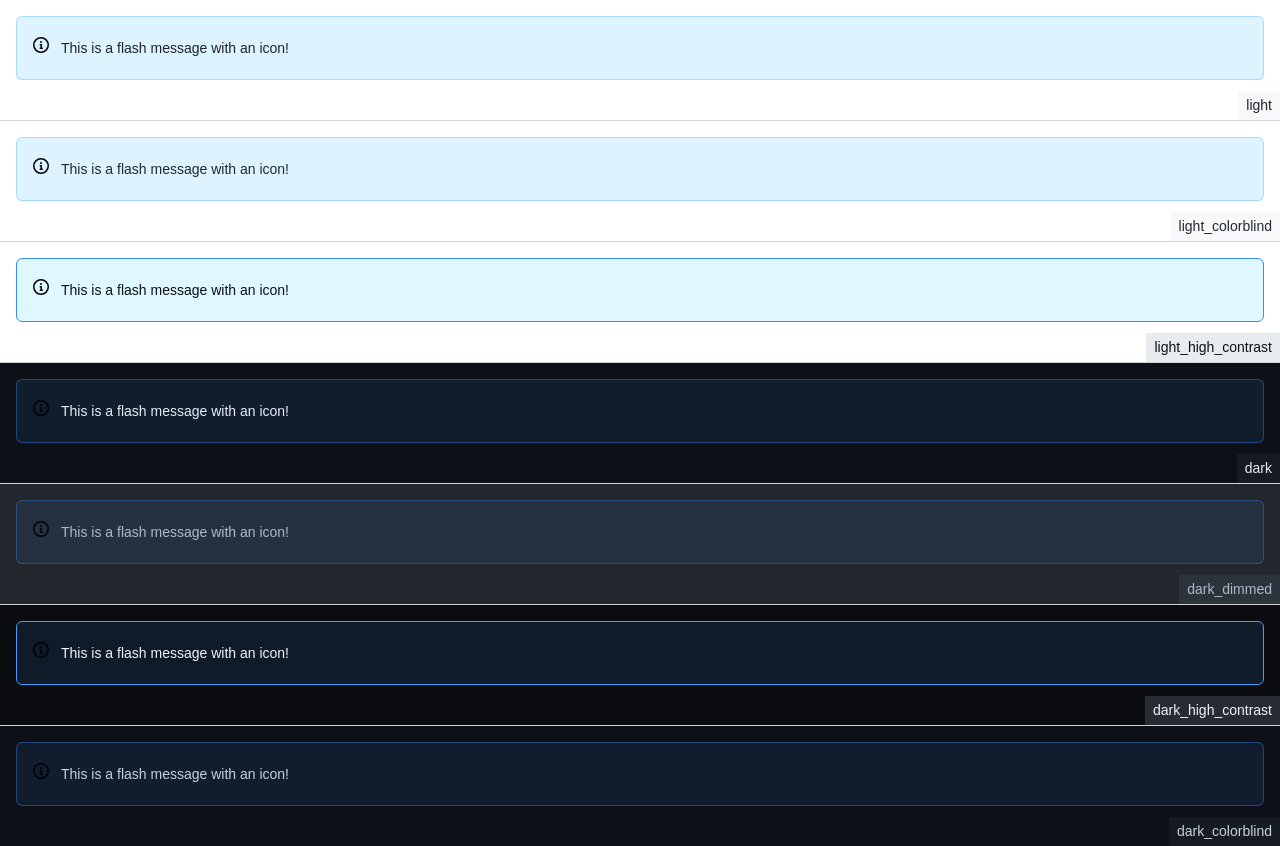 This is a flash message with an icon!
light
This is a flash message with an icon!
light_colorblind
This is a flash message with an icon!
light_high_contrast
This is a flash message with an icon!
dark
This is a flash message with an icon!
dark_dimmed
This is a flash message with an icon!
dark_high_contrast
This is a flash message with an icon!
dark_colorblind